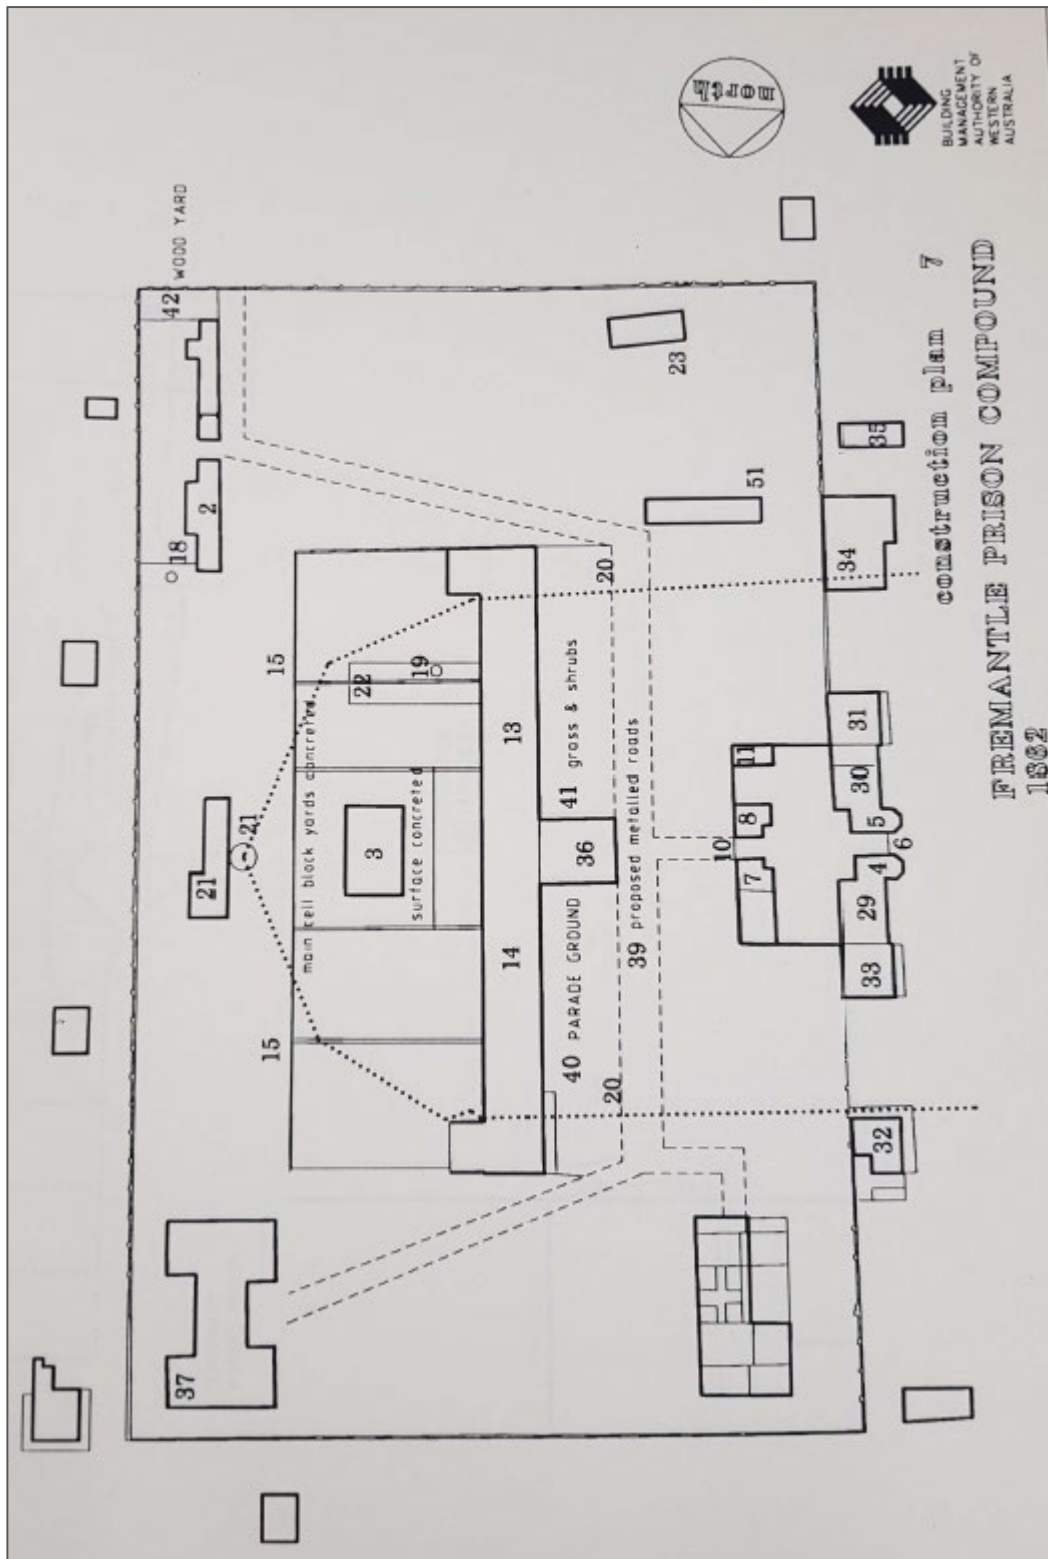 WOOD YARD
42
18
2
37
21
21
15
15
main cell block yards concreted
22
3
19
surface concreted
14
13
40 PARADE GROUND
41 grass & shrubs
36
20
20
39 proposed metalled roads
23
51
10
7
8
11
32
33
29
4
5
30
31
34
35
6
north
BUILDING
MANAGEMENT
AUTHORITY OF
WESTERN
AUSTRALIA
construction plan 7
FREMANTLE PRISON COMPOUND
1862